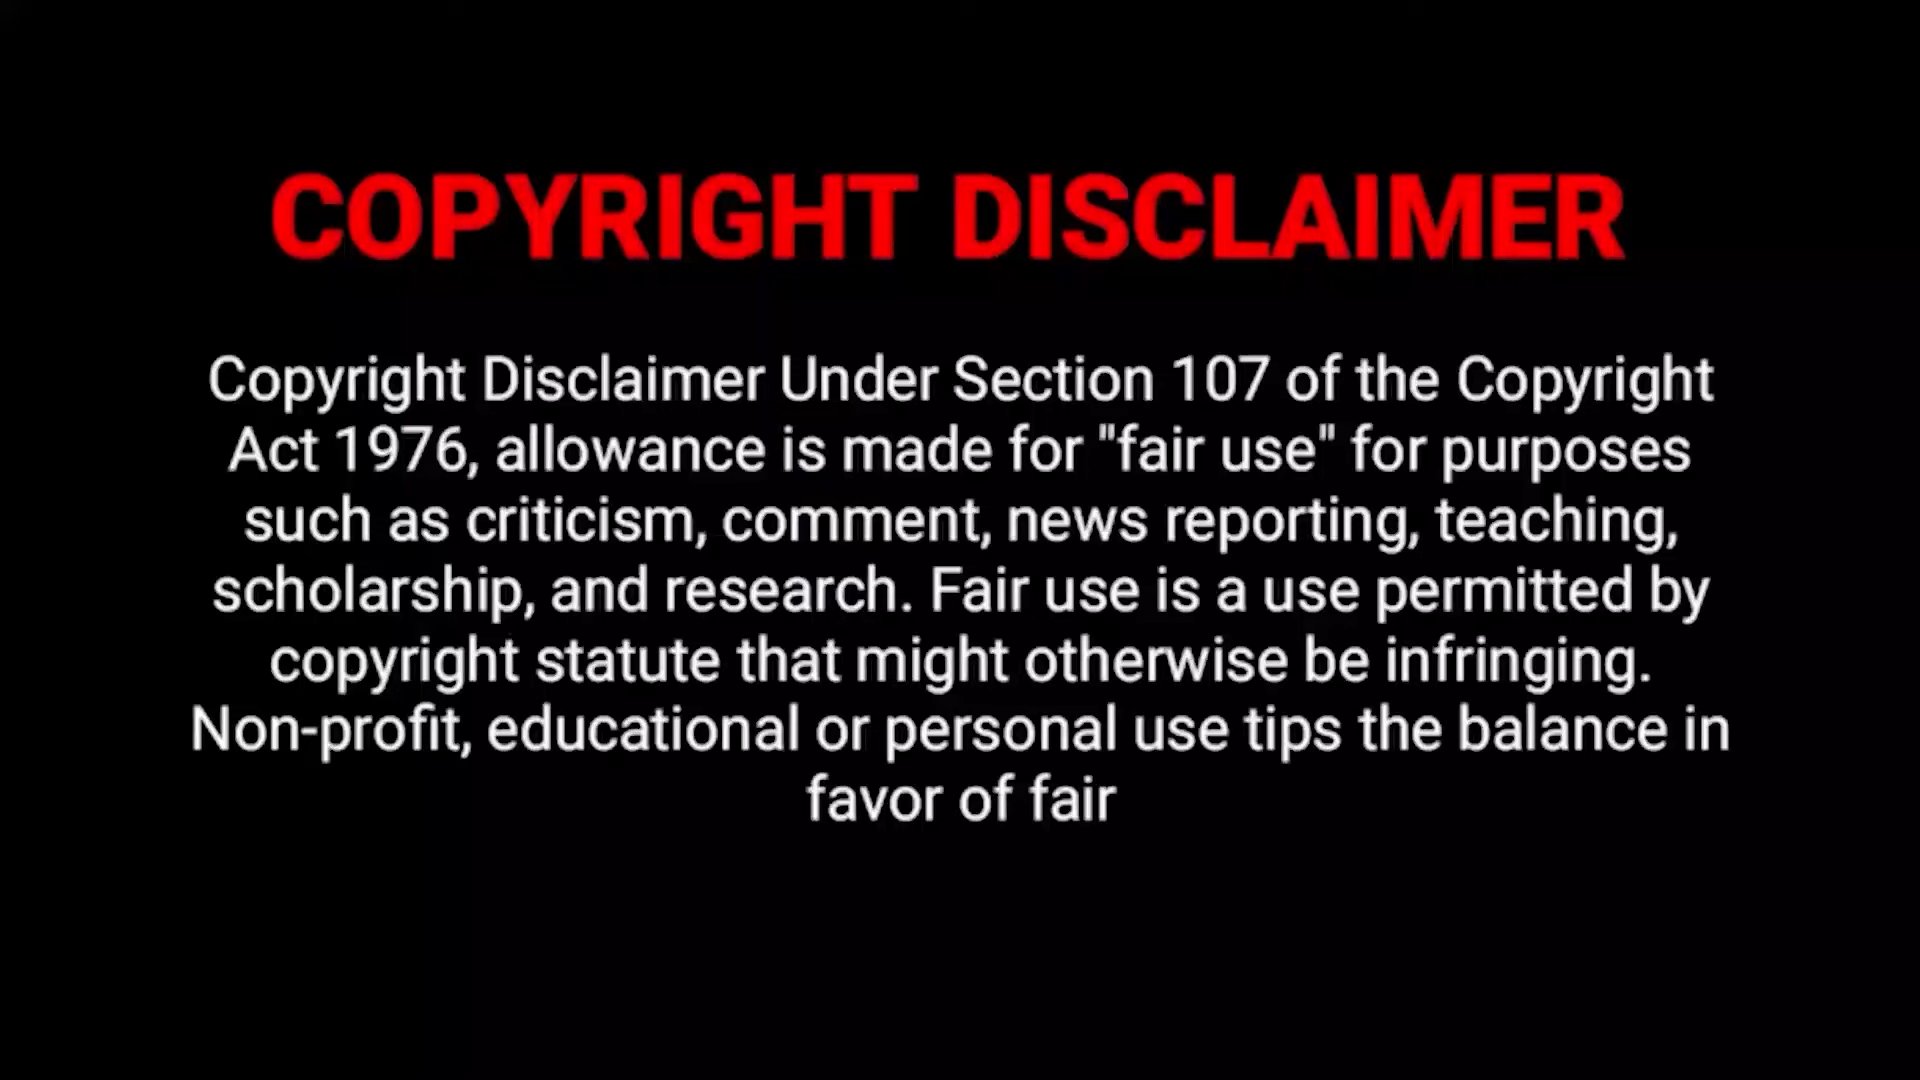 COPYRIGHT DISCLAIMER
Copyright Disclaimer Under Section 107 of the Copyright
Act 1976, allowance is made for "fair use" for purposes
such as criticism, comment, news reporting, teaching,
scholarship, and research. Fair use is a use permitted by
copyright statute that might otherwise be infringing.
Non-profit, educational or personal use tips the balance in
favor of fair